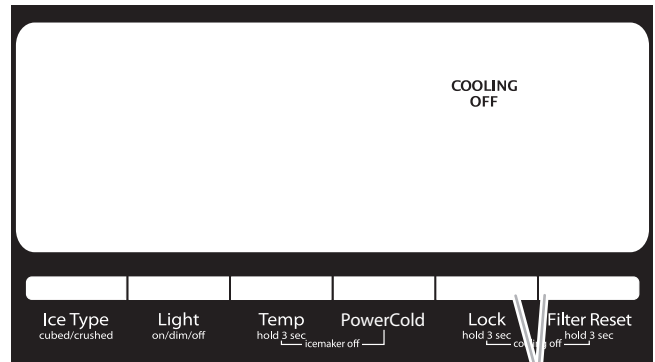 COOLING
OFF
Ice Type
cubed/crushed
Light
on/dim/off
Temp
hold 3 sec
PowerCold
icemaker off
Lock
hold 3 sec
Filter Reset
hold 3 sec
off